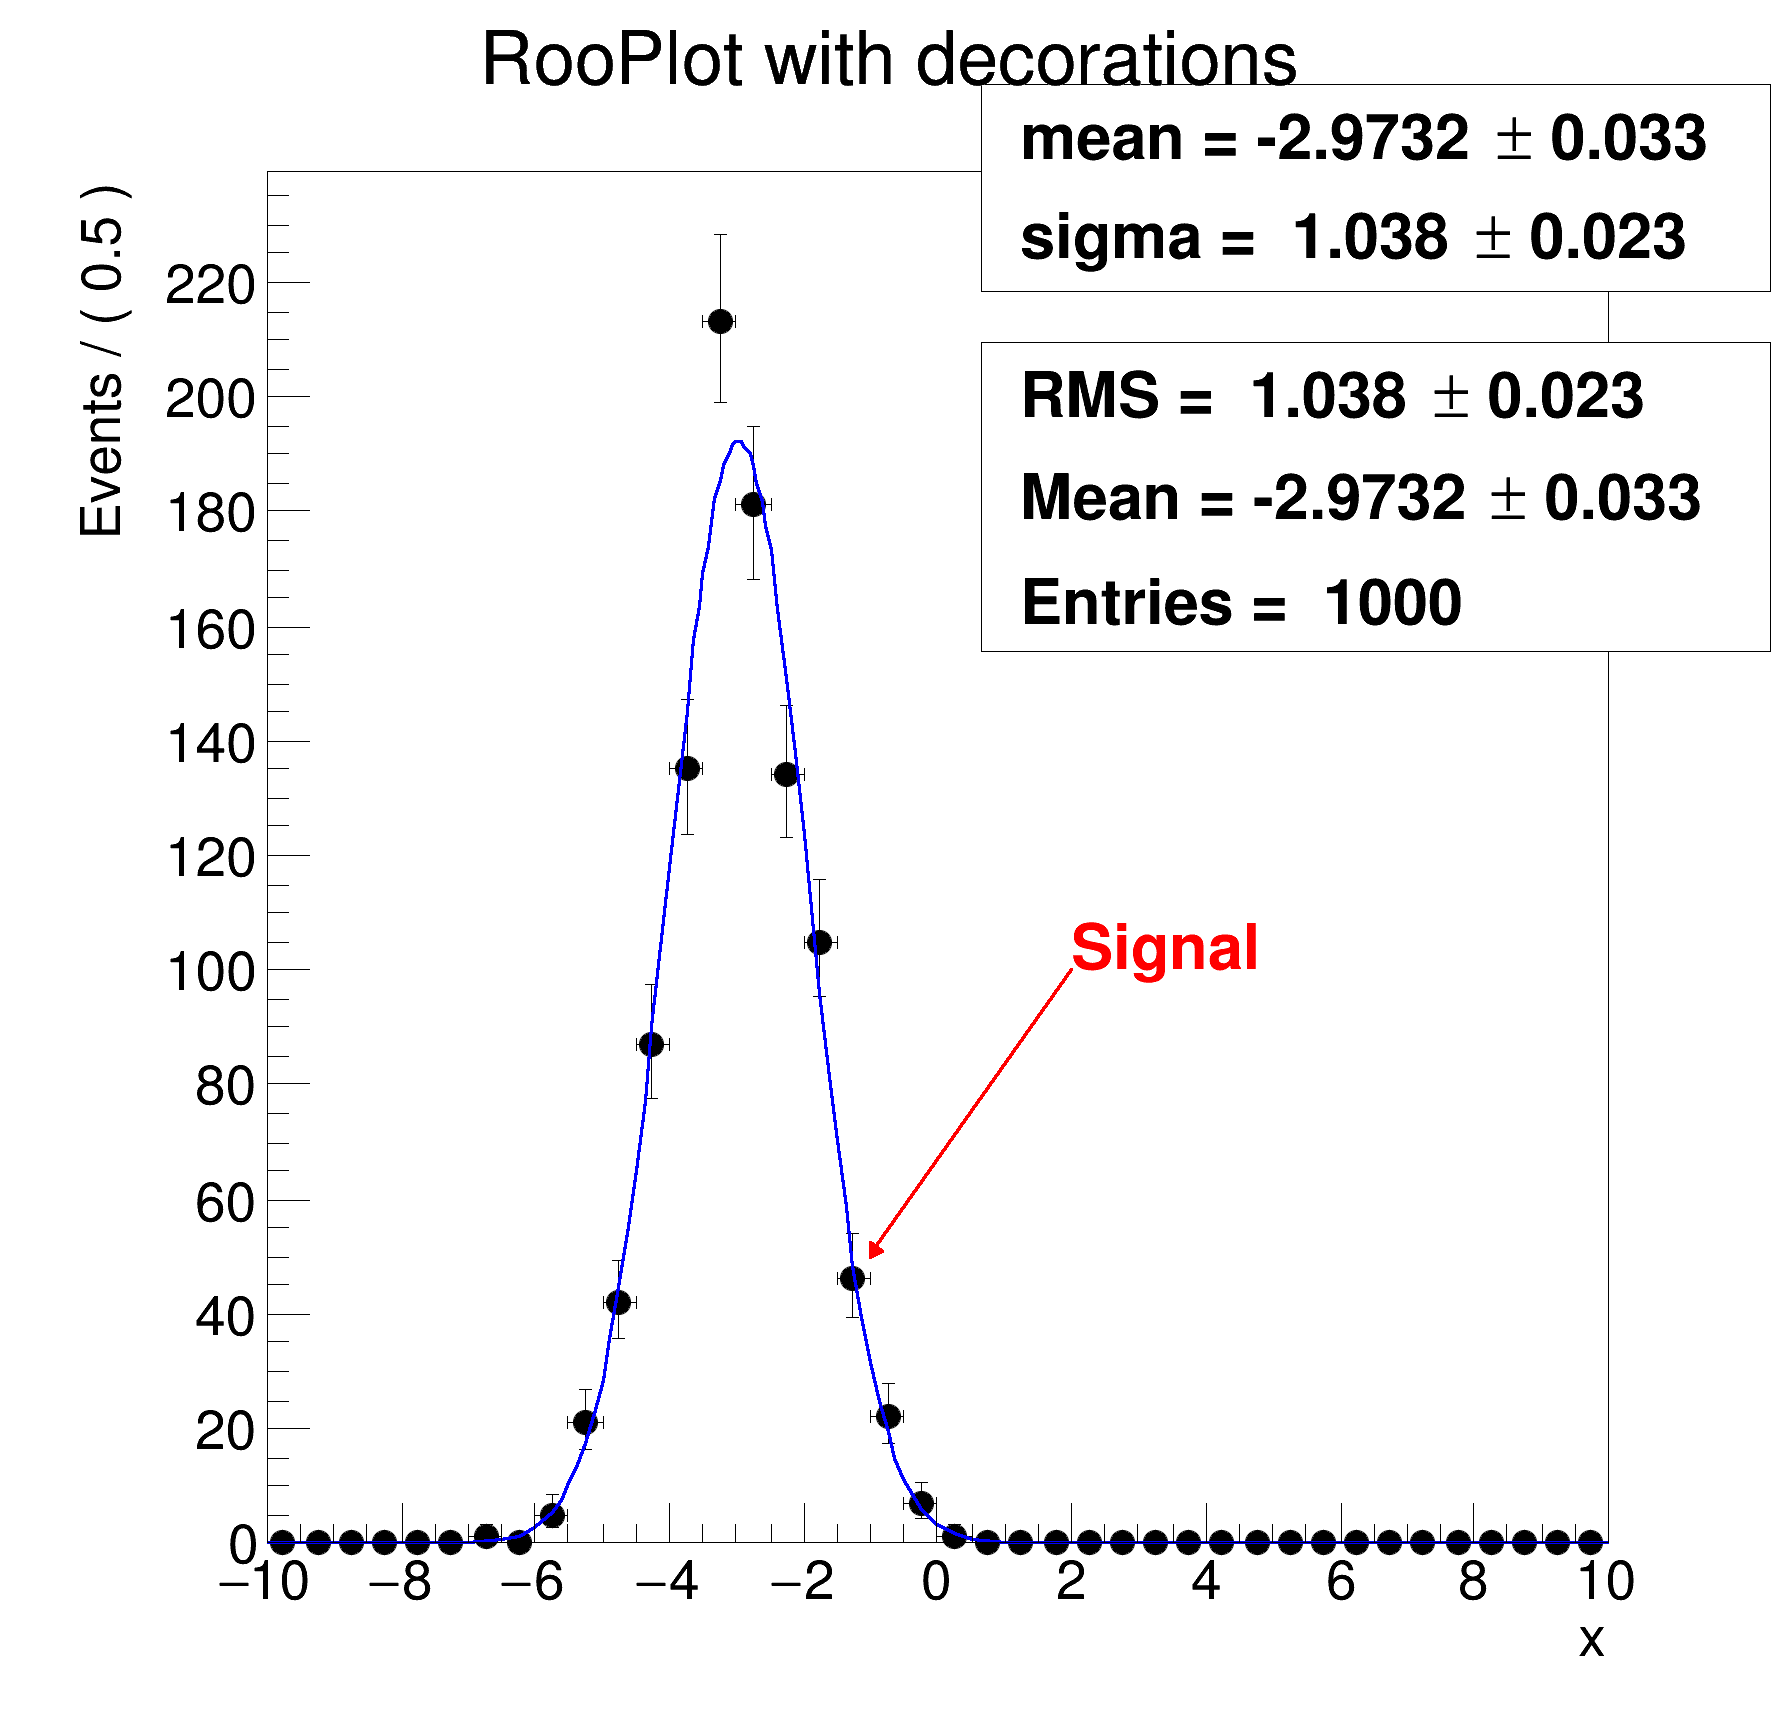 RooPlot with decorations
mean = -2.9732 ± 0.033
sigma = 1.038 ± 0.023
RMS = 1.038 ± 0.023
Mean = -2.9732 ± 0.033
Entries = 1000
Events / ( 0.5 )
220
200
180
160
140
120
100
80
60
40
20
0
Signal
−10 −8 −6 −4 −2 0 2 4 6 8 10
x